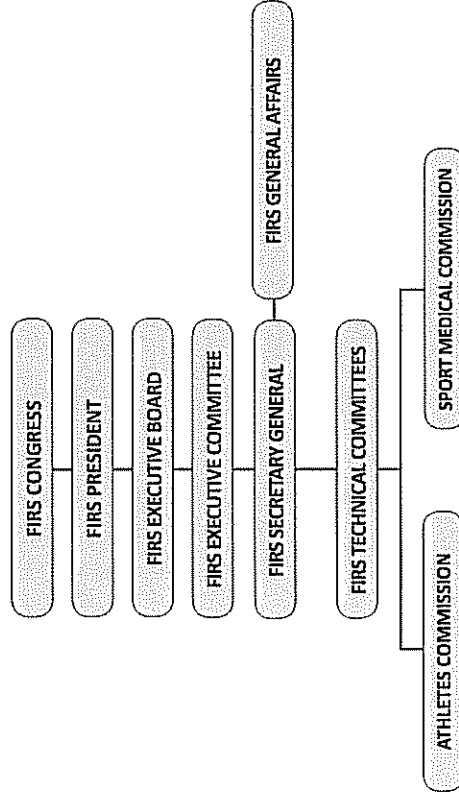 FIRS CONGRESS
FIRS PRESIDENT
FIRS EXECUTIVE BOARD
FIRS EXECUTIVE COMMITTEE
FIRS SECRETARY GENERAL
FIRS GENERAL AFFAIRS
FIRS TECHNICAL COMMITTEES
ATHLETES COMMISSION
SPORT MEDICAL COMMISSION